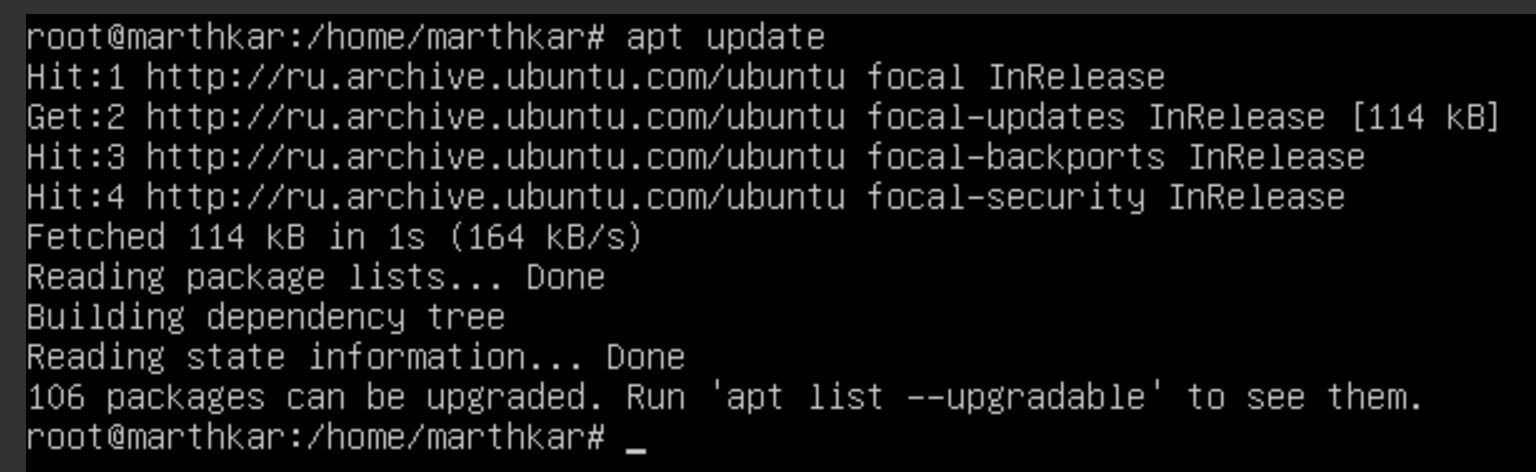 root@marthkar:/home/marthkar# apt update
Hit:1 http://ru.archive.ubuntu.com/ubuntu focal InRelease
Get:2 http://ru.archive.ubuntu.com/ubuntu focal-updates InRelease [114 kB]
Hit:3 http://ru.archive.ubuntu.com/ubuntu focal-backports InRelease
Hit:4 http://ru.archive.ubuntu.com/ubuntu focal-security InRelease
Fetched 114 kB in 1s (164 kB/s)
Reading package lists... Done
Building dependency tree
Reading state information... Done
106 packages can be upgraded. Run 'apt list --upgradable' to see them.
root@marthkar:/home/marthkar# _